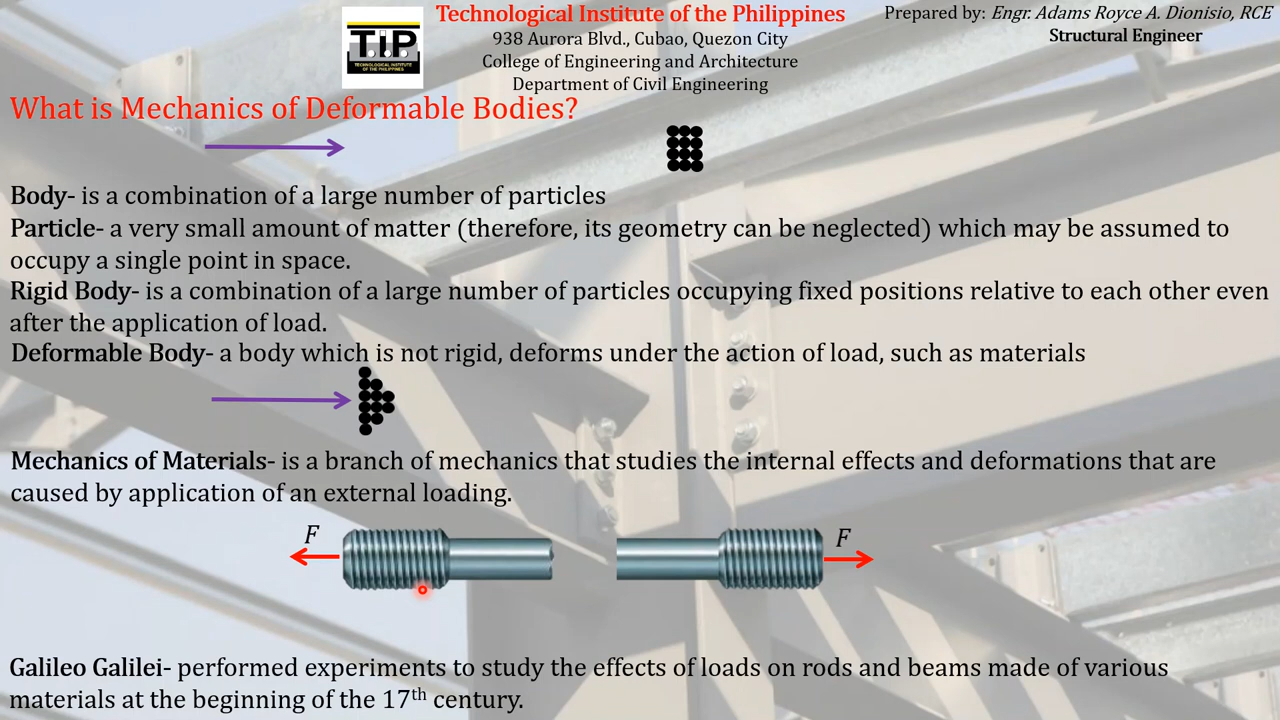 Technological Institute of the Philippines
938 Aurora Blvd., Cubao, Quezon City
College of Engineering and Architecture
Department of Civil Engineering
Prepared by: Engr. Adams Royce A. Dionisio, RCE
Structural Engineer
TiP
TECHNOLOGICAL INSTITUTE
OF THE PHILIPPINES
What is Mechanics of Deformable Bodies?
Body- is a combination of a large number of particles
Particle- a very small amount of matter (therefore, its geometry can be neglected) which may be assumed to
occupy a single point in space.
Rigid Body- is a combination of a large number of particles occupying fixed positions relative to each other even
after the application of load.
Deformable Body- a body which is not rigid, deforms under the action of load, such as materials
Mechanics of Materials- is a branch of mechanics that studies the internal effects and deformations that are
caused by application of an external loading.
F
F
Galileo Galilei- performed experiments to study the effects of loads on rods and beams made of various
materials at the beginning of the 17th century.